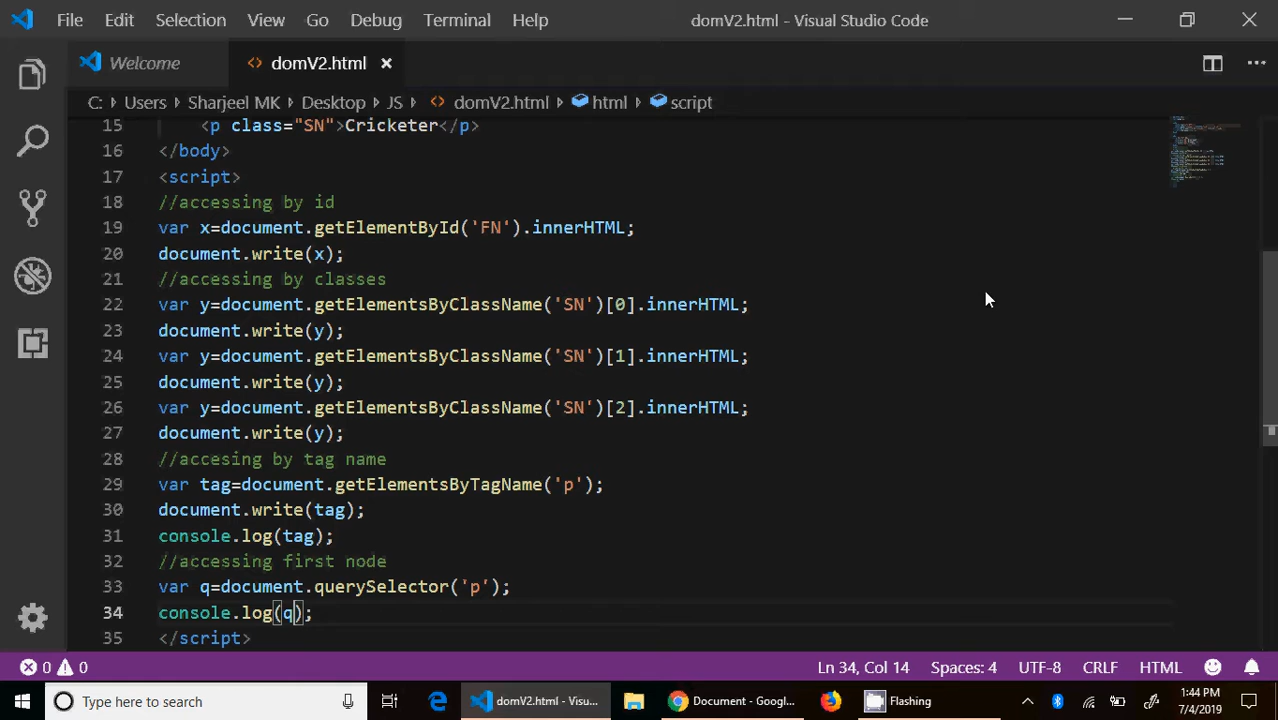 File Edit Selection View Go Debug Terminal Help domV2.html - Visual Studio Code
Welcome domV2.html
C: Users Sharjeel MK Desktop JS domV2.html html script
15 <p class="SN">Cricketer</p>
16 </body>
17 <script>
18 //accessing by id
19 var x=document.getElementById('FN').innerHTML;
20 document.write(x);
21 //accessing by classes
22 var y=document.getElementsByClassName('SN')[0].innerHTML;
23 document.write(y);
24 var y=document.getElementsByClassName('SN')[1].innerHTML;
25 document.write(y);
26 var y=document.getElementsByClassName('SN')[2].innerHTML;
27 document.write(y);
28 //accesing by tag name
29 var tag=document.getElementsByTagName('p');
30 document.write(tag);
31 console.log(tag);
32 //accessing first node
33 var q=document.querySelector('p');
34 console.log(q);
35 </script>
0 0 Ln 34, Col 14 Spaces: 4 UTF-8 CRLF HTML
Type here to search domV2.html - Visu... Document - Googl... Flashing 1:44 PM
7/4/2019